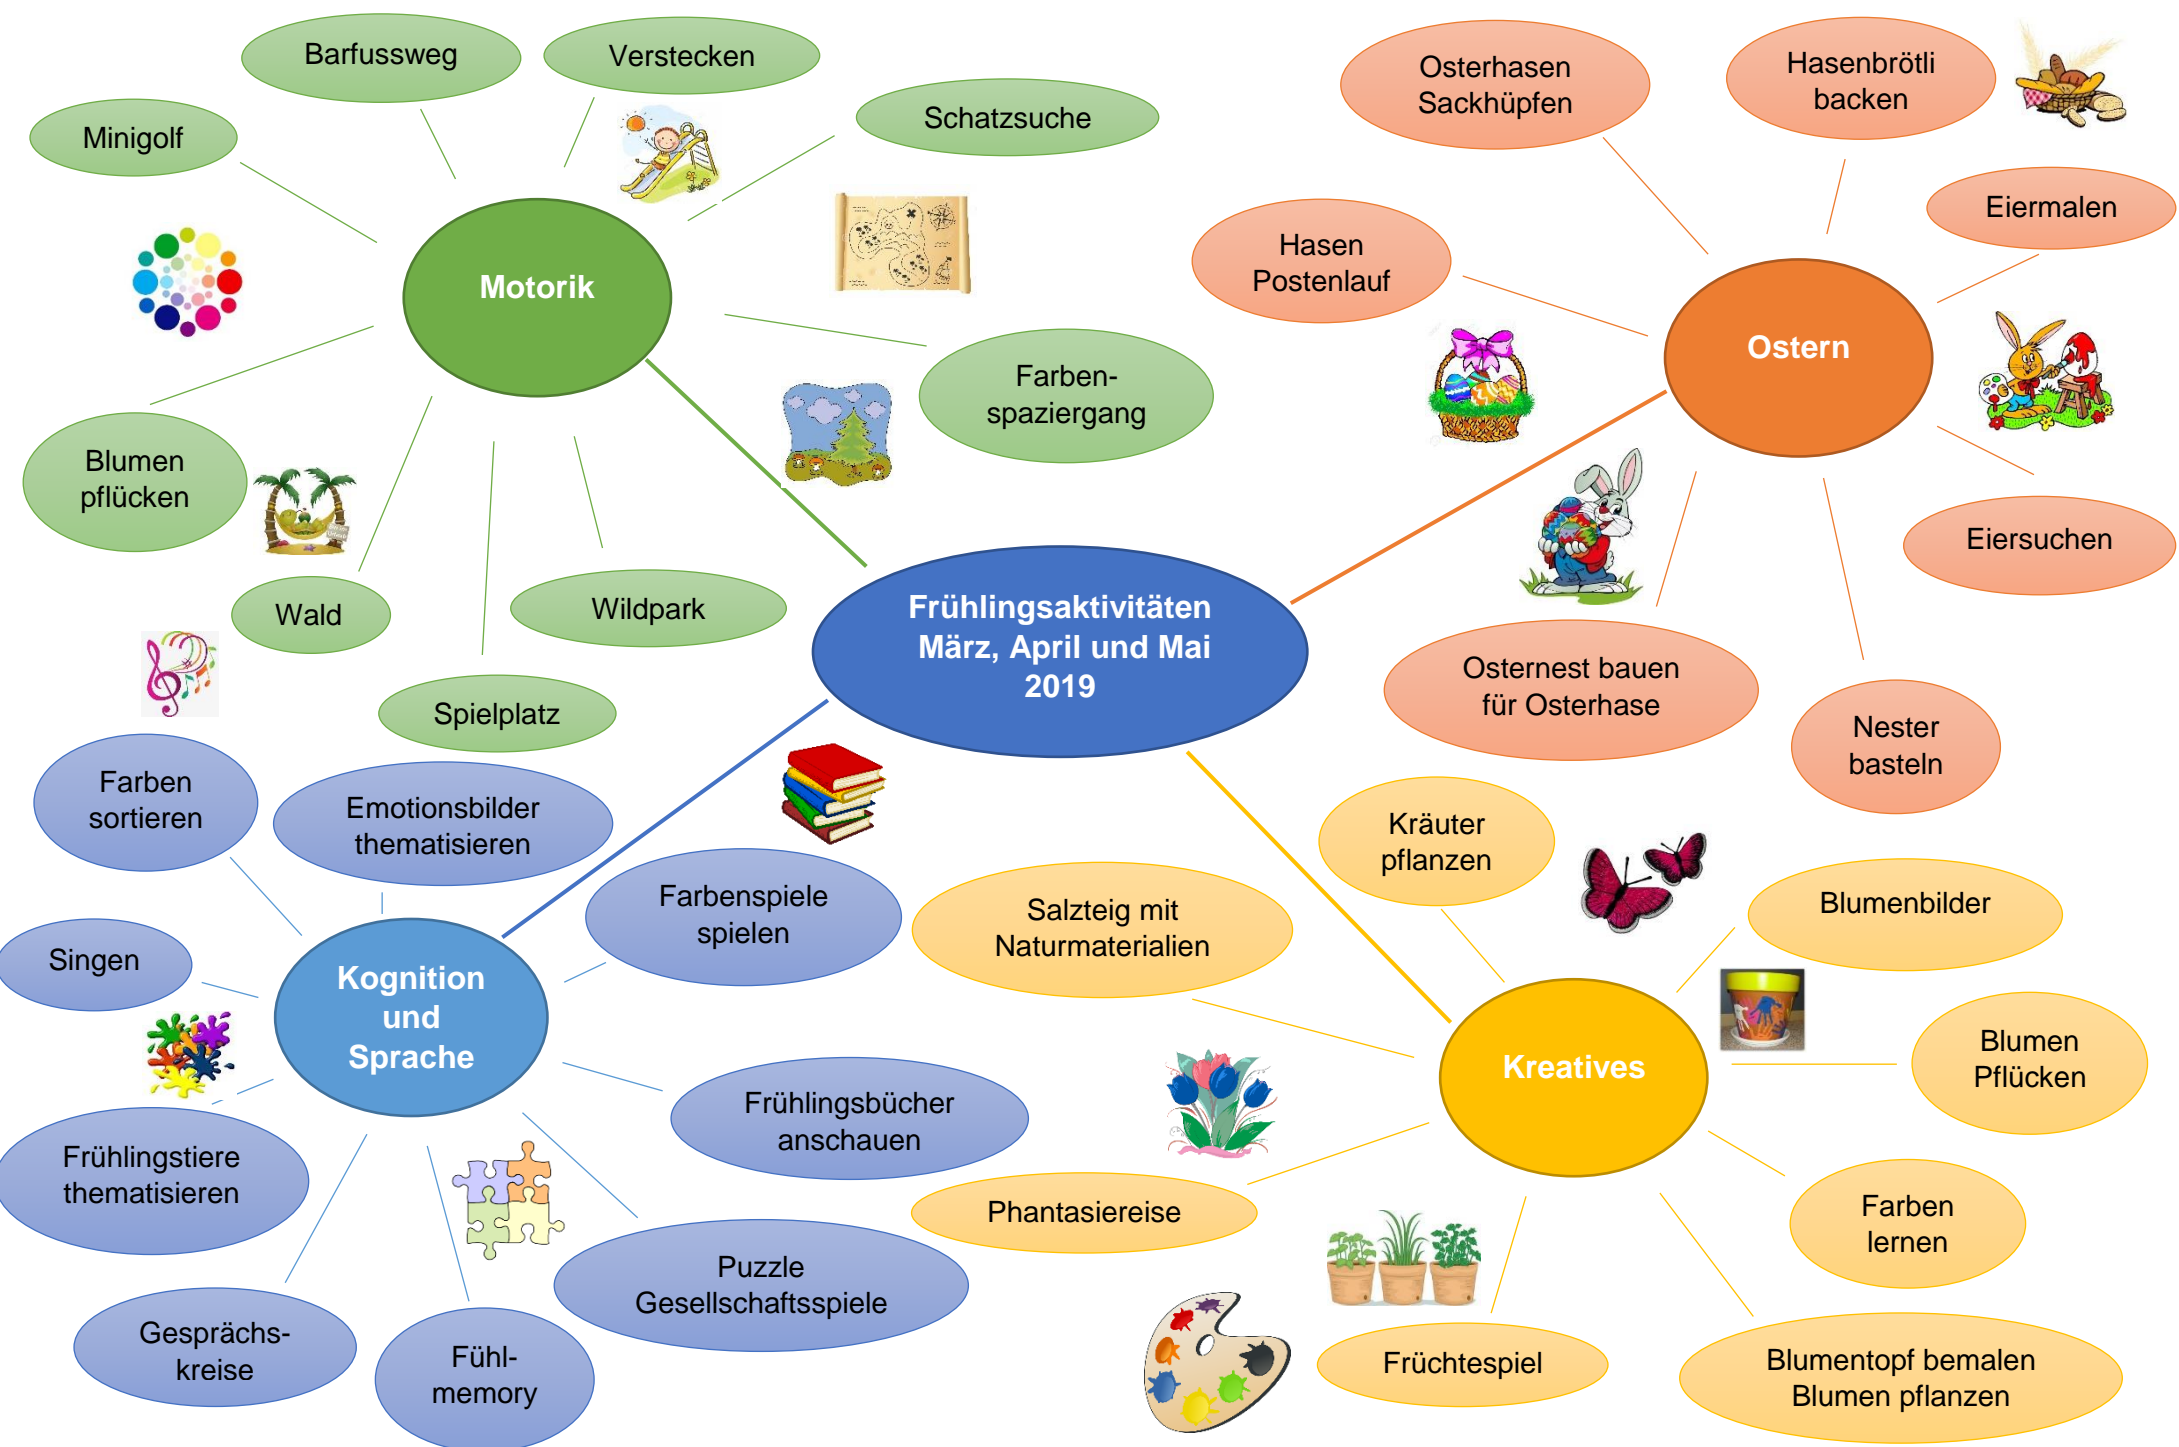 Barfussweg
Verstecken
Minigolf
Schatzsuche
Motorik
Farben-
spaziergang
Blumen
pflücken
Wald
Wildpark
Spielplatz
Osterhasen
Sackhüpfen
Hasenbrötli
backen
Eiermalen
Hasen
Postenlauf
Ostern
Eiersuchen
Osternest bauen
für Osterhase
Nester
basteln
Frühlingsaktivitäten
März, April und Mai
2019
Farben
sortieren
Emotionsbilder
thematisieren
Farbenspiele
spielen
Singen
Kognition
und
Sprache
Frühlingsbücher
anschauen
Frühlingstiere
thematisieren
Puzzle
Gesellschaftsspiele
Gesprächs-
kreise
Fühl-
memory
Kräuter
pflanzen
Salzteig mit
Naturmaterialien
Blumenbilder
Kreatives
Blumen
Pflücken
Phantasiereise
Farben
lernen
Früchtespiel
Blumentopf bemalen
Blumen pflanzen